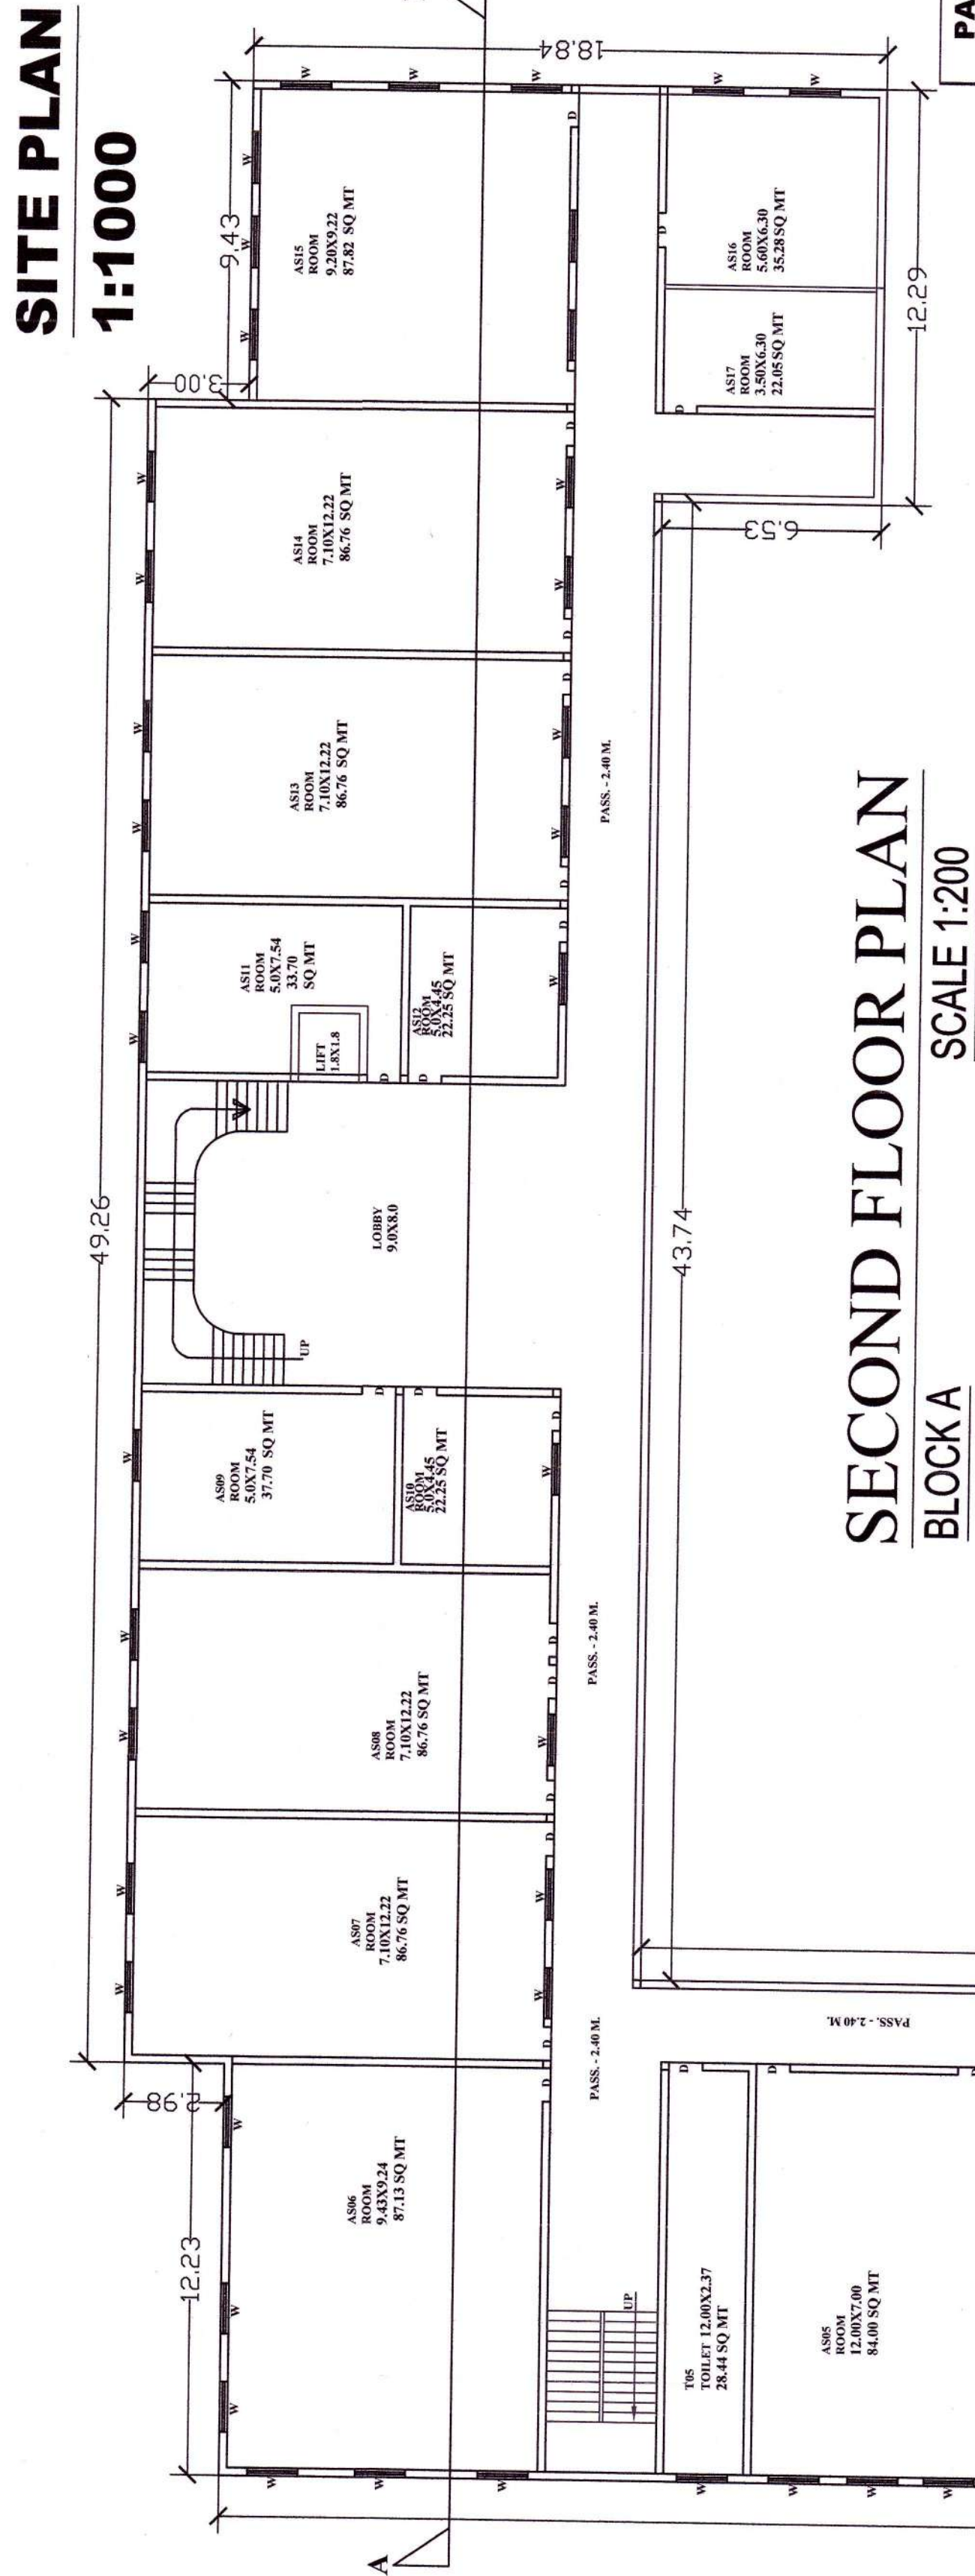 SITE PLAN
1:1000
49.26
43.74
9.43
3.00
18.84
12.29
6.53
12.23
2.98
AS06
ROOM
9.43X9.24
87.13 SQ MT
AS07
ROOM
7.10X12.22
86.76 SQ MT
AS08
ROOM
7.10X12.22
86.76 SQ MT
AS09
ROOM
5.0X7.54
37.70 SQ MT
AS10
ROOM
5.0X4.45
22.25 SQ MT
LOBBY
9.0X8.0
UP
LIFT
1.8X1.8
AS11
ROOM
5.0X7.54
33.70
SQ MT
AS12
ROOM
5.0X4.45
22.25 SQ MT
AS13
ROOM
7.10X12.22
86.76 SQ MT
AS14
ROOM
7.10X12.22
86.76 SQ MT
AS15
ROOM
9.20X9.22
87.82 SQ MT
AS17
ROOM
3.50X6.30
22.05 SQ MT
AS16
ROOM
5.60X6.30
35.28 SQ MT
PASS. - 2.40 M.
PASS. - 2.40 M.
PASS. - 2.40 M.
PASS. - 2.40 M.
UP
T05
TOILET 12.00X2.37
28.44 SQ MT
AS05
ROOM
12.00X7.00
84.00 SQ MT
A
SECOND FLOOR PLAN
BLOCK A
SCALE 1:200
PA